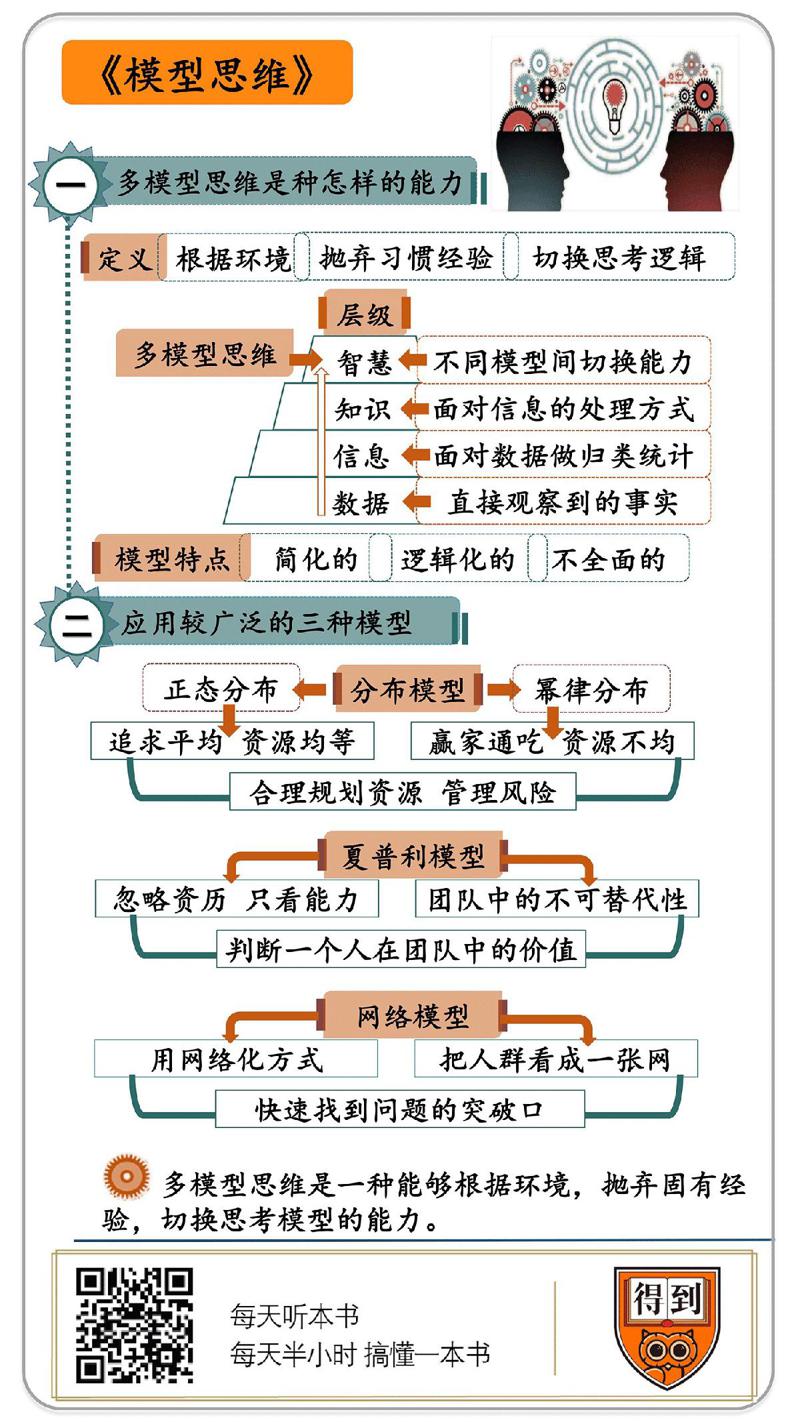 《模型思维》
一 多模型思维是种怎样的能力
定义 根据环境 抛弃习惯经验 切换思考逻辑
层级
多模型思维 智慧 不同模型间切换能力
知识 面对信息的处理方式
信息 面对数据做归类统计
数据 直接观察到的事实
模型特点 简化的 逻辑化的 不全面的
二 应用较广泛的三种模型
正态分布 分布模型 幂律分布
追求平均 资源均等 赢家通吃 资源不均
合理规划资源 管理风险
夏普利模型
忽略资历 只看能力 团队中的不可替代性
判断一个人在团队中的价值
网络模型
用网络化方式 把人群看成一张网
快速找到问题的突破口
多模型思维是一种能够根据环境，抛弃固有经
验，切换思考模型的能力。
每天听本书
每天半小时 搞懂一本书
得到